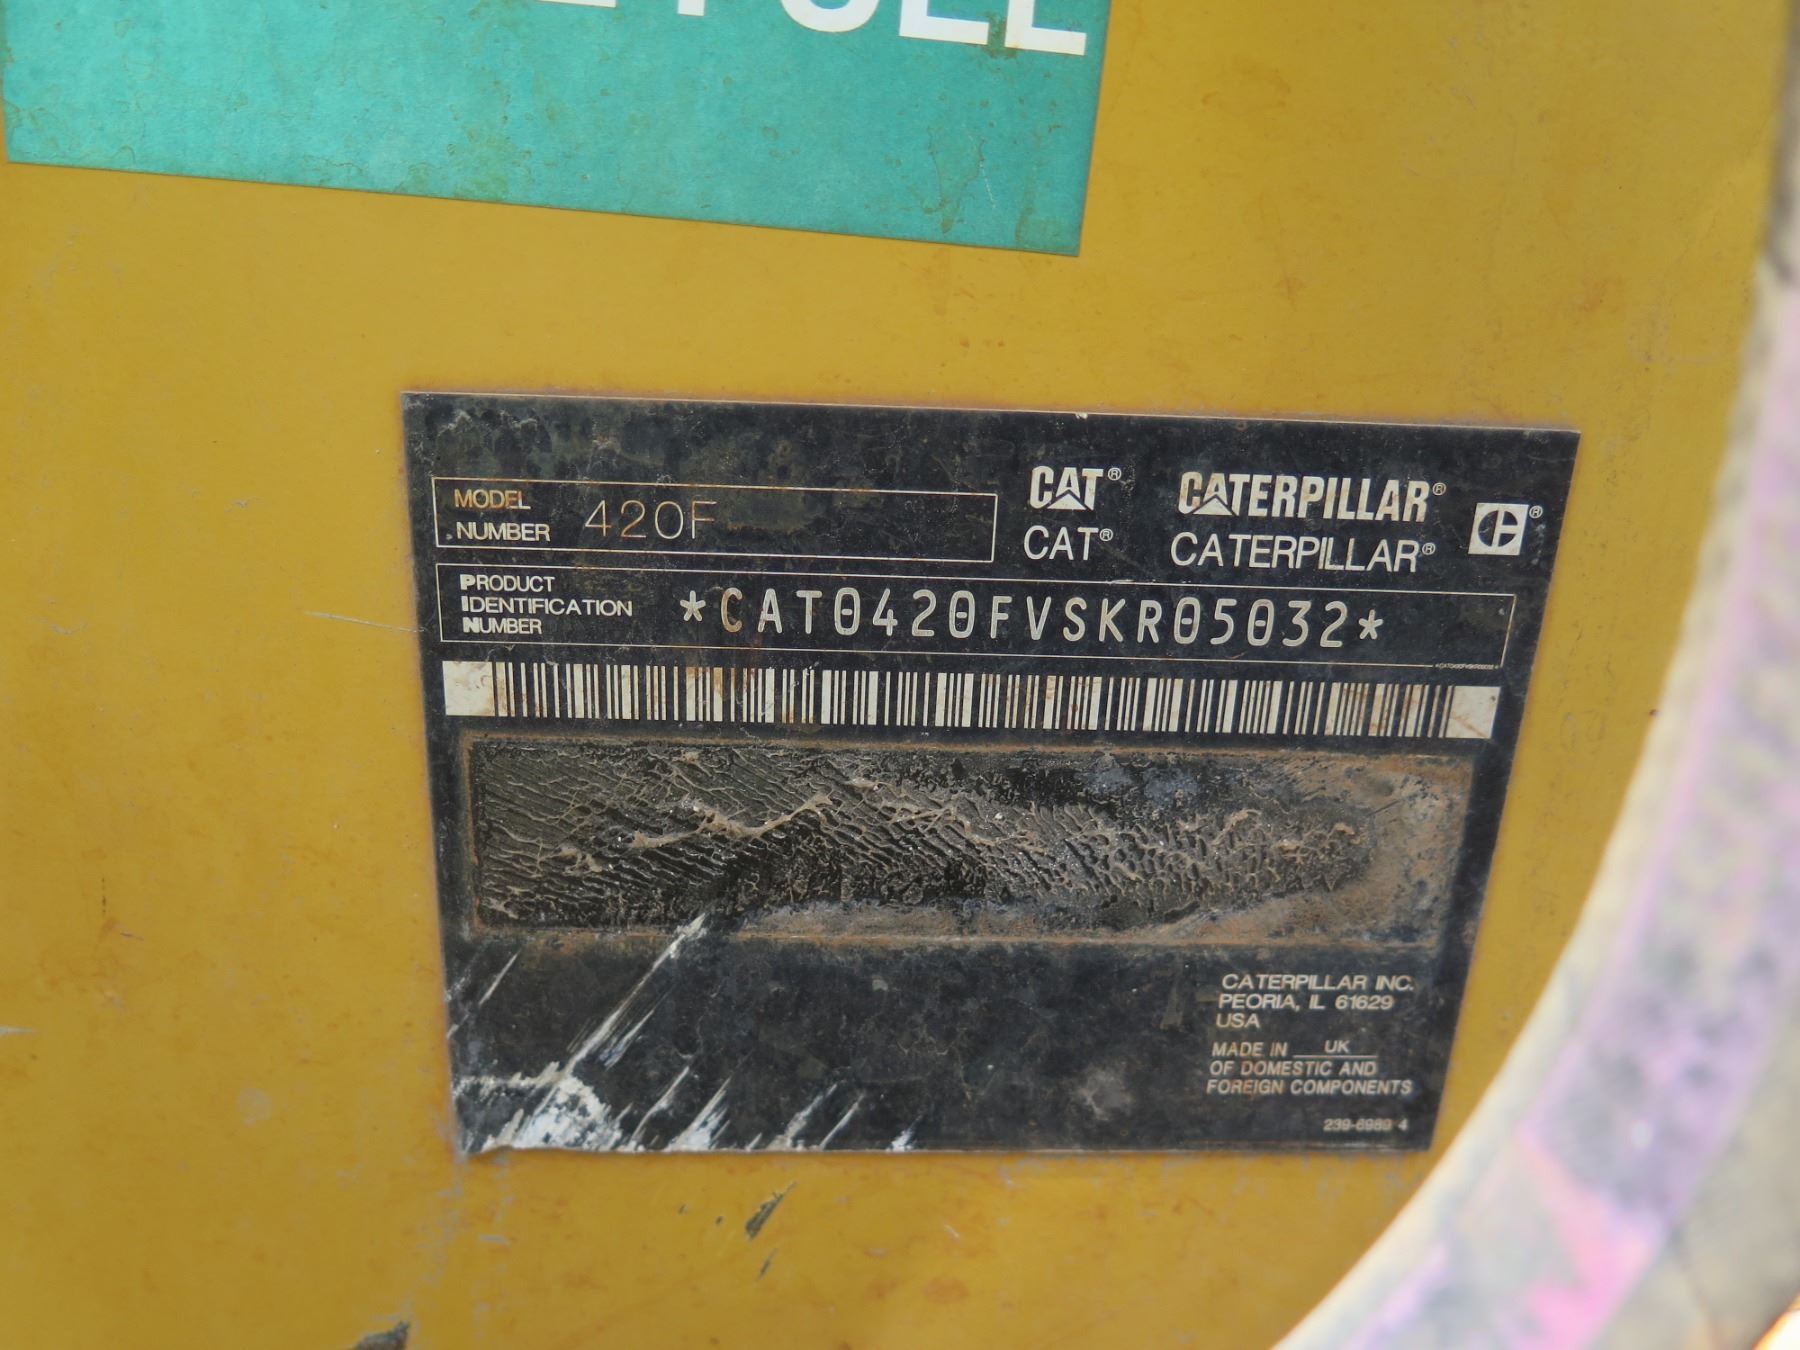 FUEL
MODEL
NUMBER 420F
CAT® CATERPILLAR®
CAT® CATERPILLAR®
PRODUCT
IDENTIFICATION
NUMBER *CAT0420FVSKR05032*
CATERPILLAR INC.
PEORIA, IL 61629
USA
MADE IN UK
OF DOMESTIC AND
FOREIGN COMPONENTS
239-6989 4